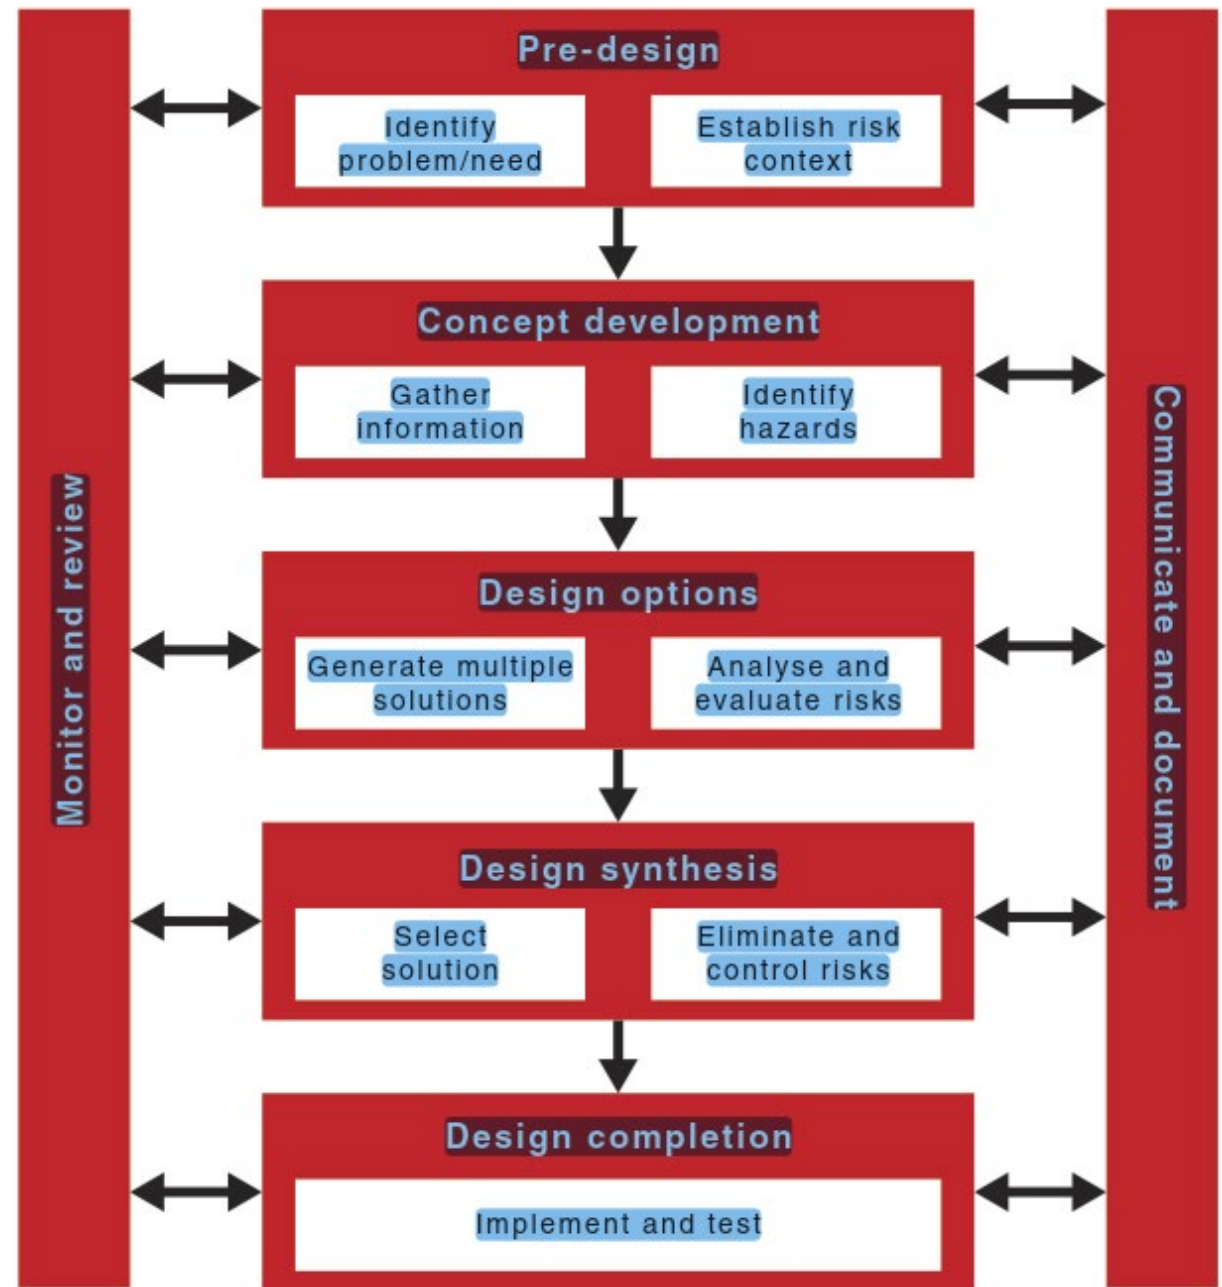 Pre-design
Identify
problem/need
Establish risk
context
Concept development
Gather
information
Identify
hazards
Design options
Generate multiple
solutions
Analyse and
evaluate risks
Design synthesis
Select
solution
Eliminate and
control risks
Design completion
Implement and test
Monitor and review
Communicate and document